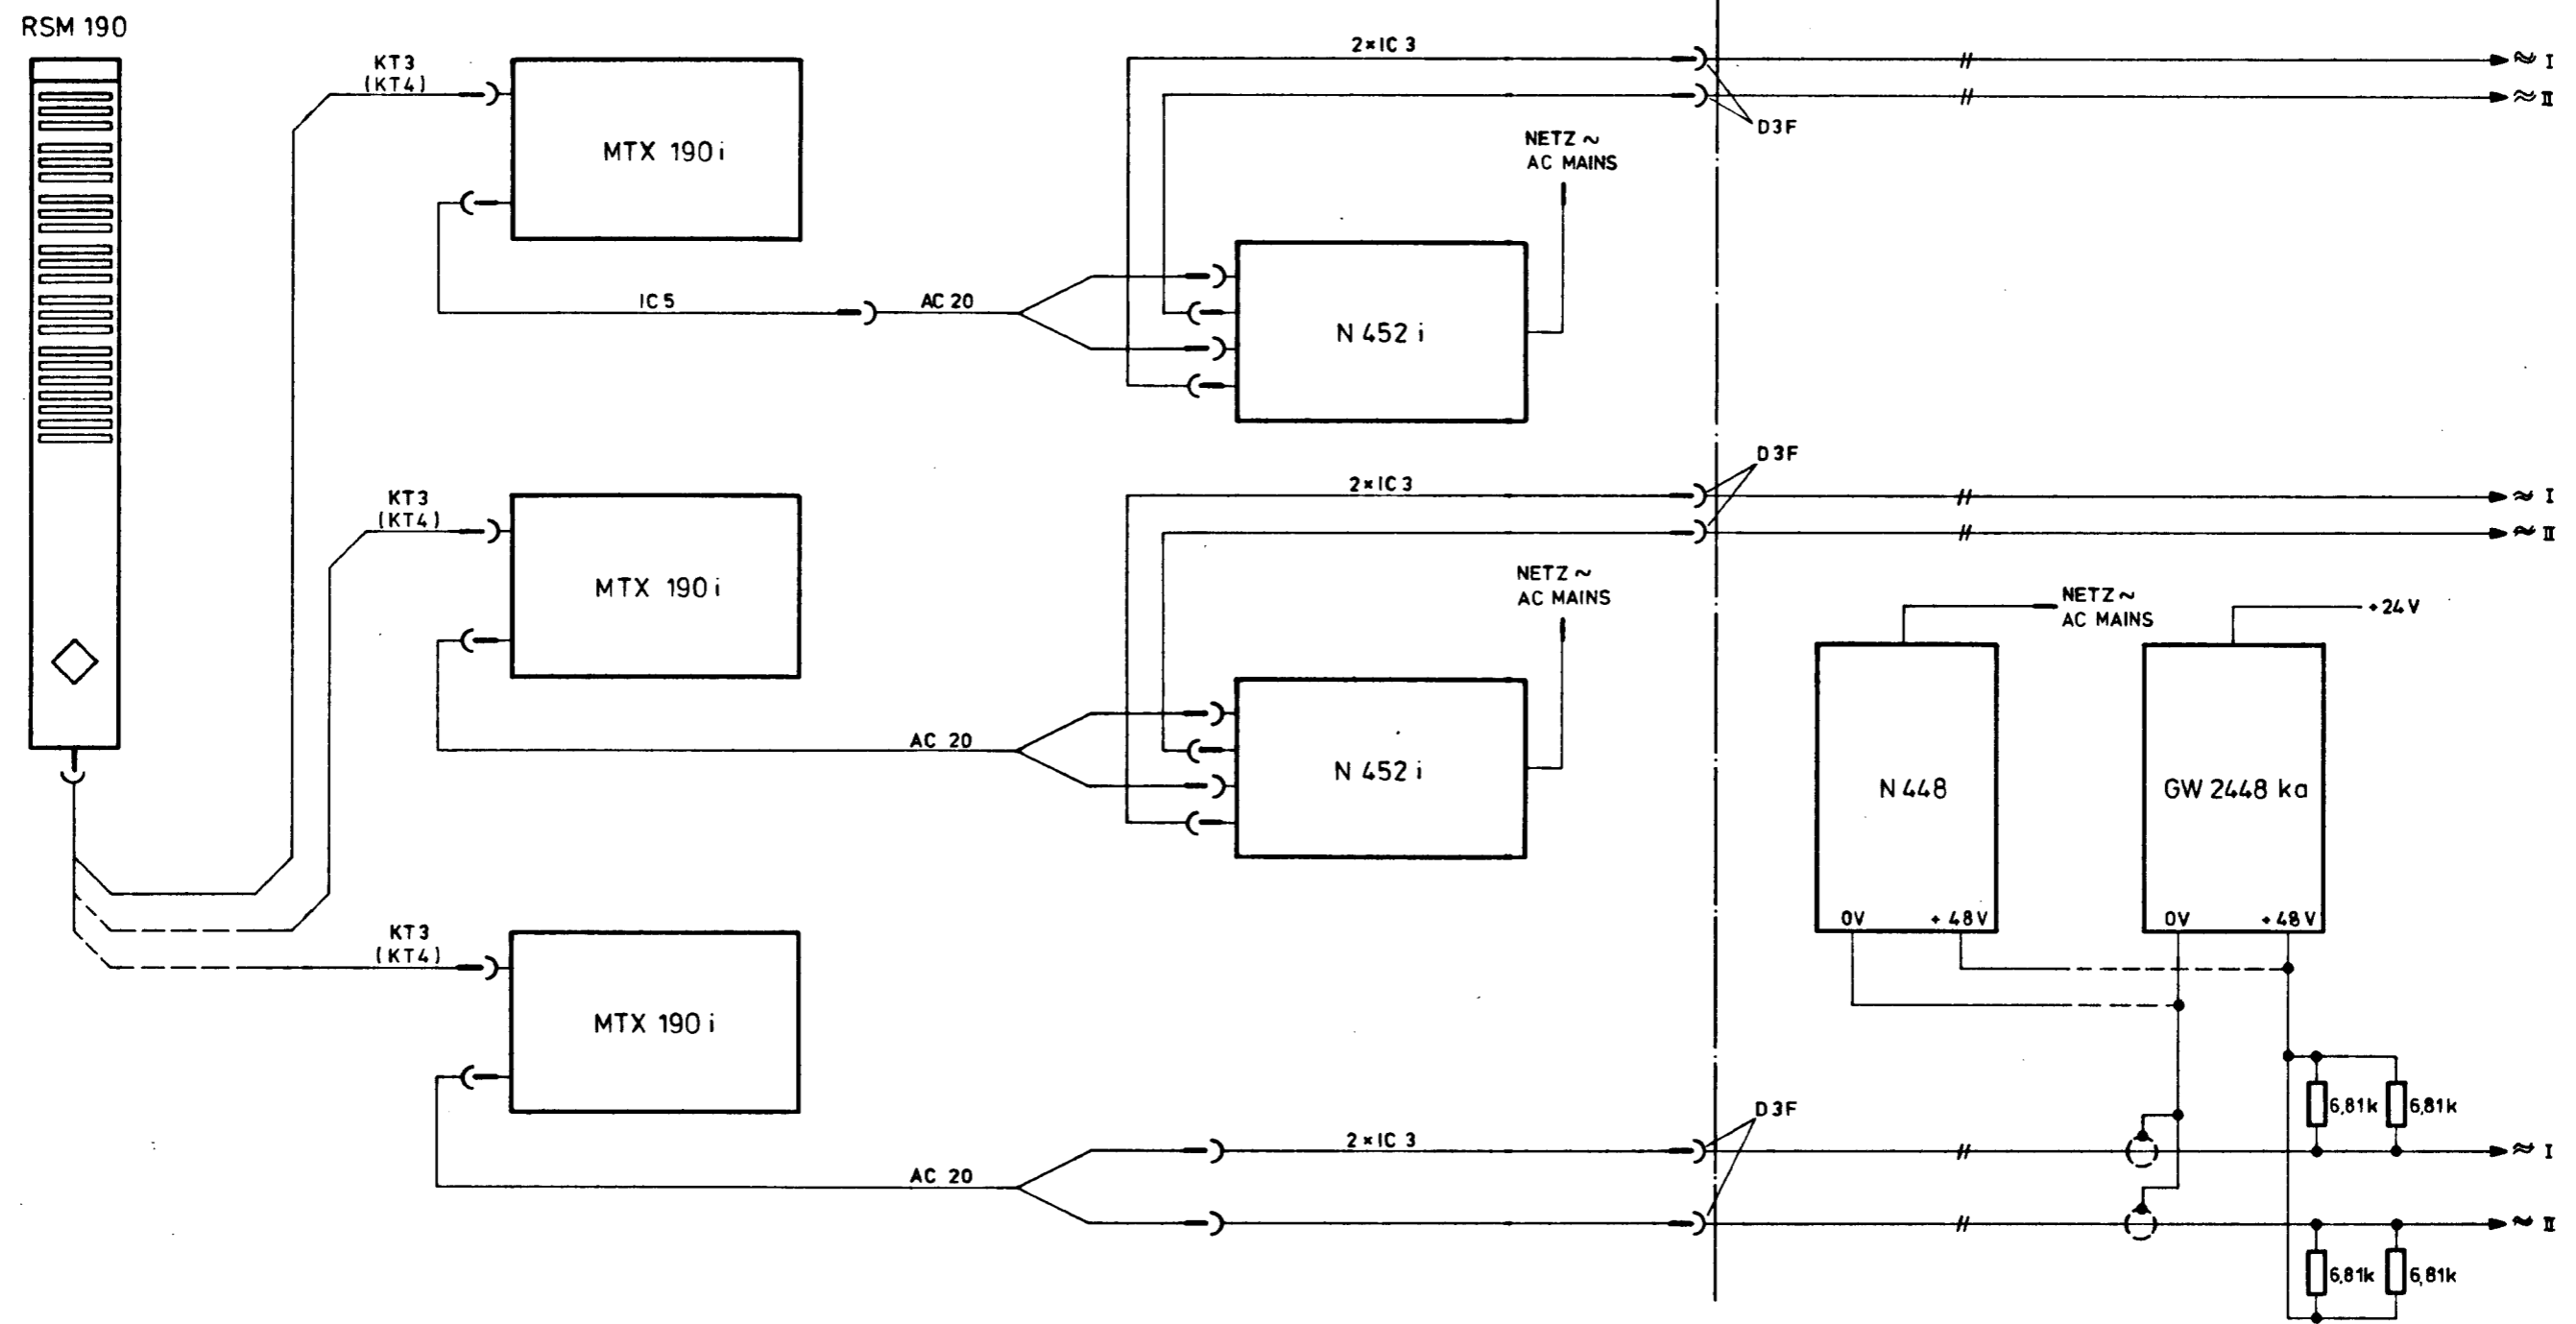 RSM 190
KT3
(KT4)
MTX 190 i
IC 5
AC 20
2×IC 3
D3F
NETZ ~
AC MAINS
N 452 i
≈ I
≈ II
KT3
(KT4)
MTX 190 i
AC 20
2×IC 3
D3F
NETZ ~
AC MAINS
N 452 i
≈ I
≈ II
NETZ ~
AC MAINS
+24V
N 448
GW 2448 ka
0V
+ 48 V
0V
+48V
KT3
(KT4)
MTX 190 i
AC 20
2×IC 3
D3F
6,81k
6,81k
≈ I
≈ II
6,81k
6,81k